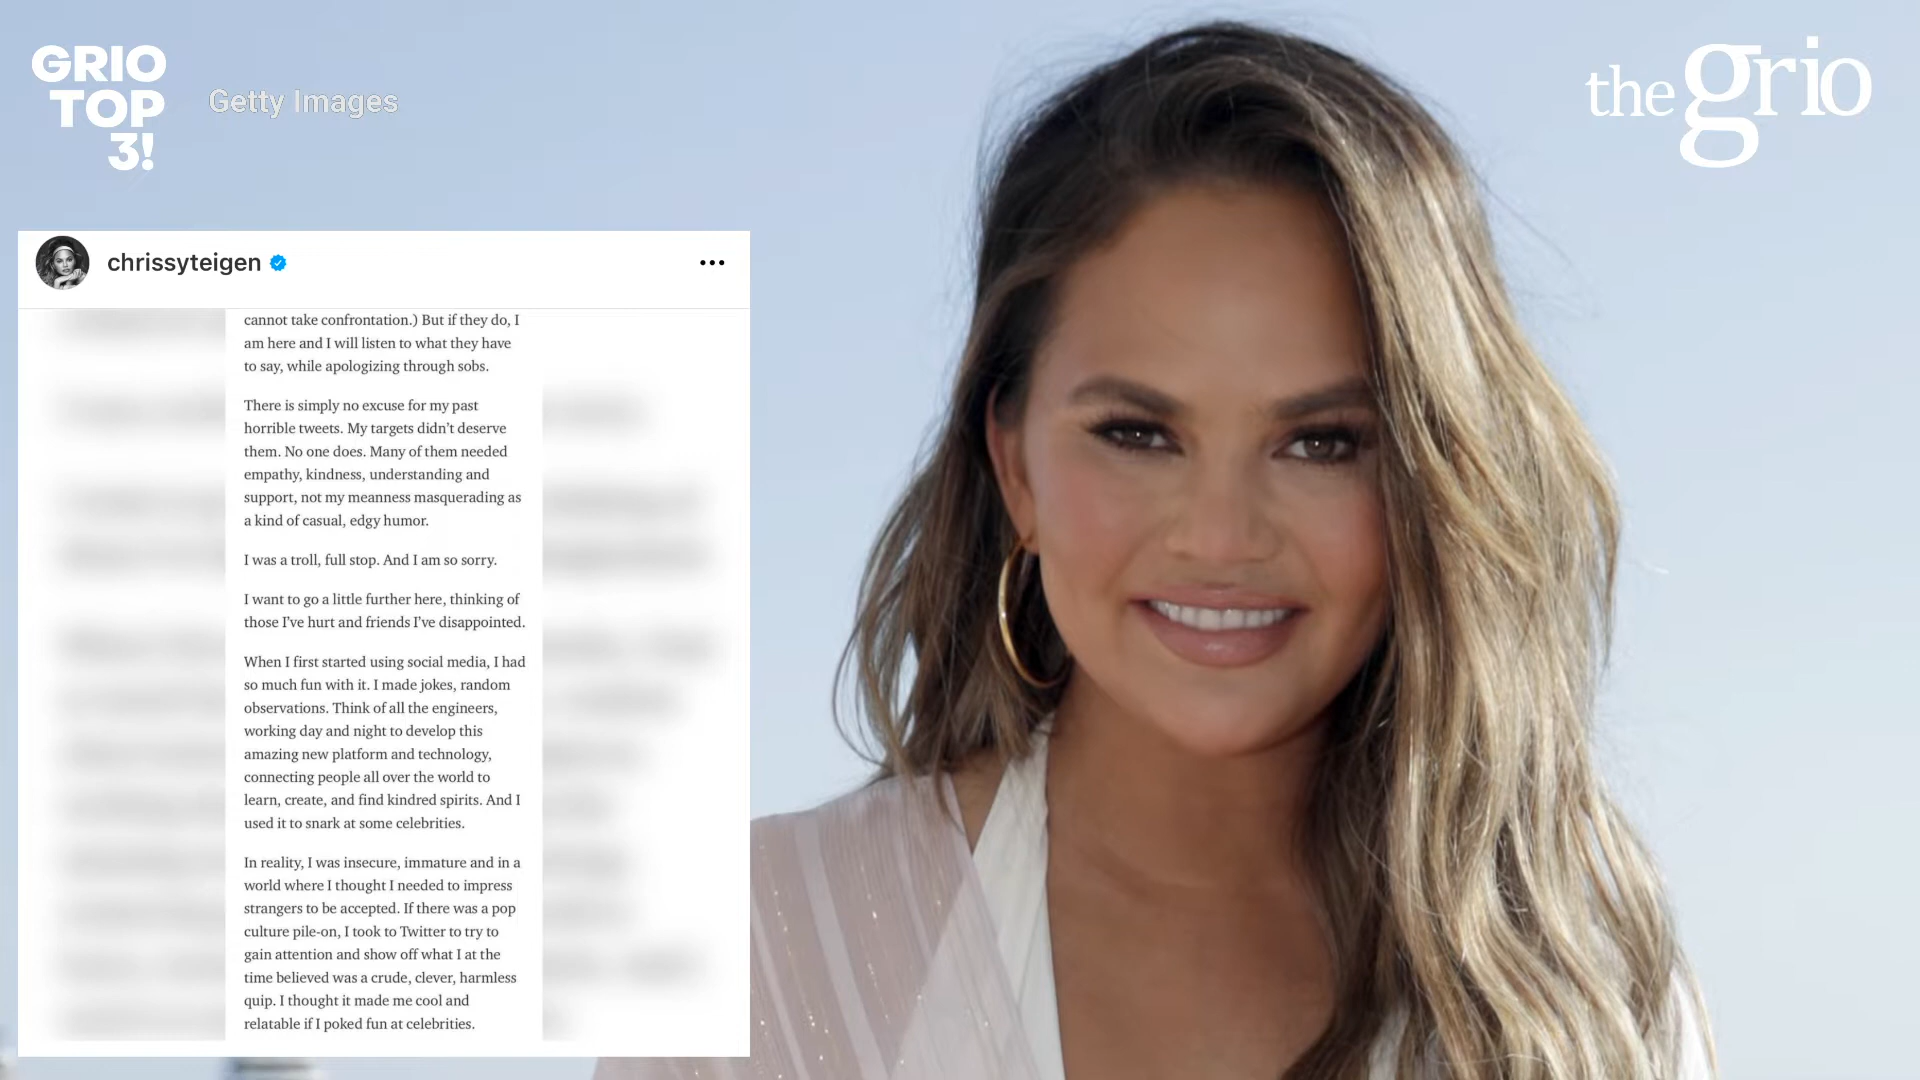 GRIO
TOP
3!
Getty Images
the grio
chrissyteigen
cannot take confrontation.) But if they do, I
am here and I will listen to what they have
to say, while apologizing through sobs.
There is simply no excuse for my past
horrible tweets. My targets didn't deserve
them. No one does. Many of them needed
empathy, kindness, understanding and
support, not my meanness masquerading as
a kind of casual, edgy humor.
I was a troll, full stop. And I am so sorry.
I want to go a little further here, thinking of
those I've hurt and friends I've disappointed.
When I first started using social media, I had
so much fun with it. I made jokes, random
observations. Think of all the engineers,
working day and night to develop this
amazing new platform and technology,
connecting people all over the world to
learn, create, and find kindred spirits. And I
used it to snark at some celebrities.
In reality, I was insecure, immature and in a
world where I thought I needed to impress
strangers to be accepted. If there was a pop
culture pile-on, I took to Twitter to try to
gain attention and show off what I at the
time believed was a crude, clever, harmless
quip. I thought it made me cool and
relatable if I poked fun at celebrities.